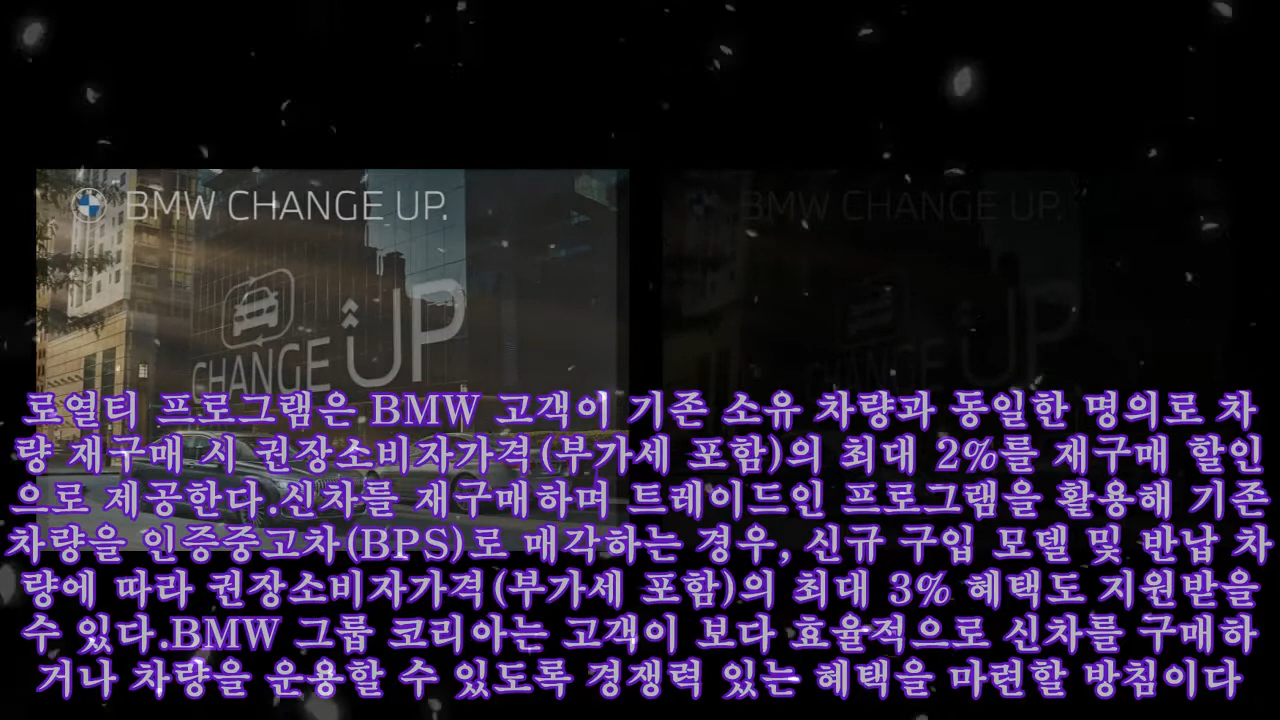 BMW CHANGE UP.
BMW CHANGE UP.
CHANGE UP
CHANGE UP
로열티 프로그램은 BMW 고객이 기존 소유 차량과 동일한 명의로 차
량 재구매 시 권장소비자가격(부가세 포함)의 최대 2%를 재구매 할인
으로 제공한다.신차를 재구매하며 트레이드인 프로그램을 활용해 기존
차량을 인증중고차(BPS)로 매각하는 경우, 신규 구입 모델 및 반납 차
량에 따라 권장소비자가격(부가세 포함)의 최대 3% 혜택도 지원받을
수 있다.BMW 그룹 코리아는 고객이 보다 효율적으로 신차를 구매하
거나 차량을 운용할 수 있도록 경쟁력 있는 혜택을 마련할 방침이다